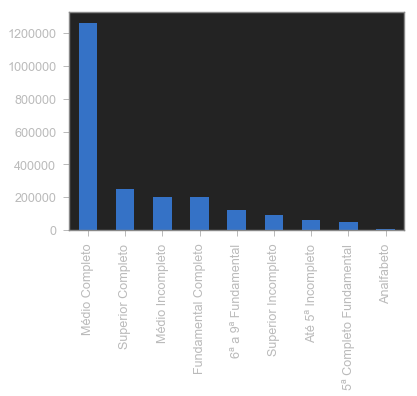 1200000
1000000
800000
600000
400000
200000
0
Médio Completo
Superior Completo
Médio Incompleto
Fundamental Completo
6ª a 9ª Fundamental
Superior Incompleto
Até 5ª Incompleto
5ª Completo Fundamental
Analfabeto